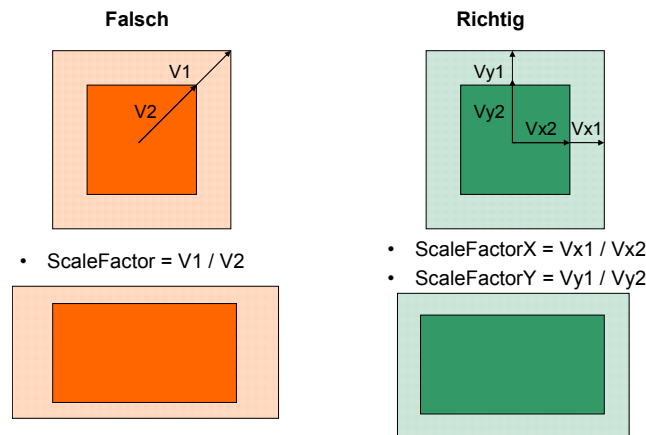 Falsch
V1
V2
• ScaleFactor = V1 / V2
Richtig
Vy1
Vy2
Vx2
Vx1
• ScaleFactorX = Vx1 / Vx2
• ScaleFactorY = Vy1 / Vy2